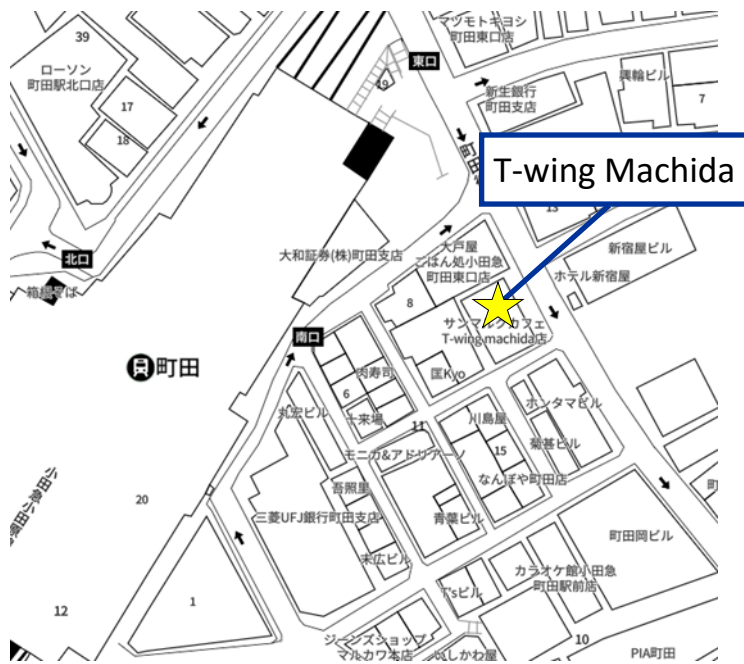 マツモトキヨシ
町田東口店
39
東口
ローソン
町田駅北口店
19
興輪ビル
新生銀行
町田支店
7
17
18
T-wing Machida
13
新宿屋ビル
大戸屋
ごはん処小田急
町田東口店
大和証券(株)町田支店
北口
ホテル新宿屋
箱根そば
8
サンマルクカフェ
T-wing machida店
南口
町田
肉寿司
匡Kyo
6
ホンタマビル
丸宏ビル
十来場
川島屋
11
菊甚ビル
モニカ&アドリアーノ
15
なんぼや町田店
吾照里
20
三菱UFJ銀行町田支店
青葉ビル
町田岡ビル
末広ビル
カラオケ館小田急
町田駅前店
T'sビル
1
12
ジーンズショップ
マルカワ本店
いしかわ屋
10
PIA町田